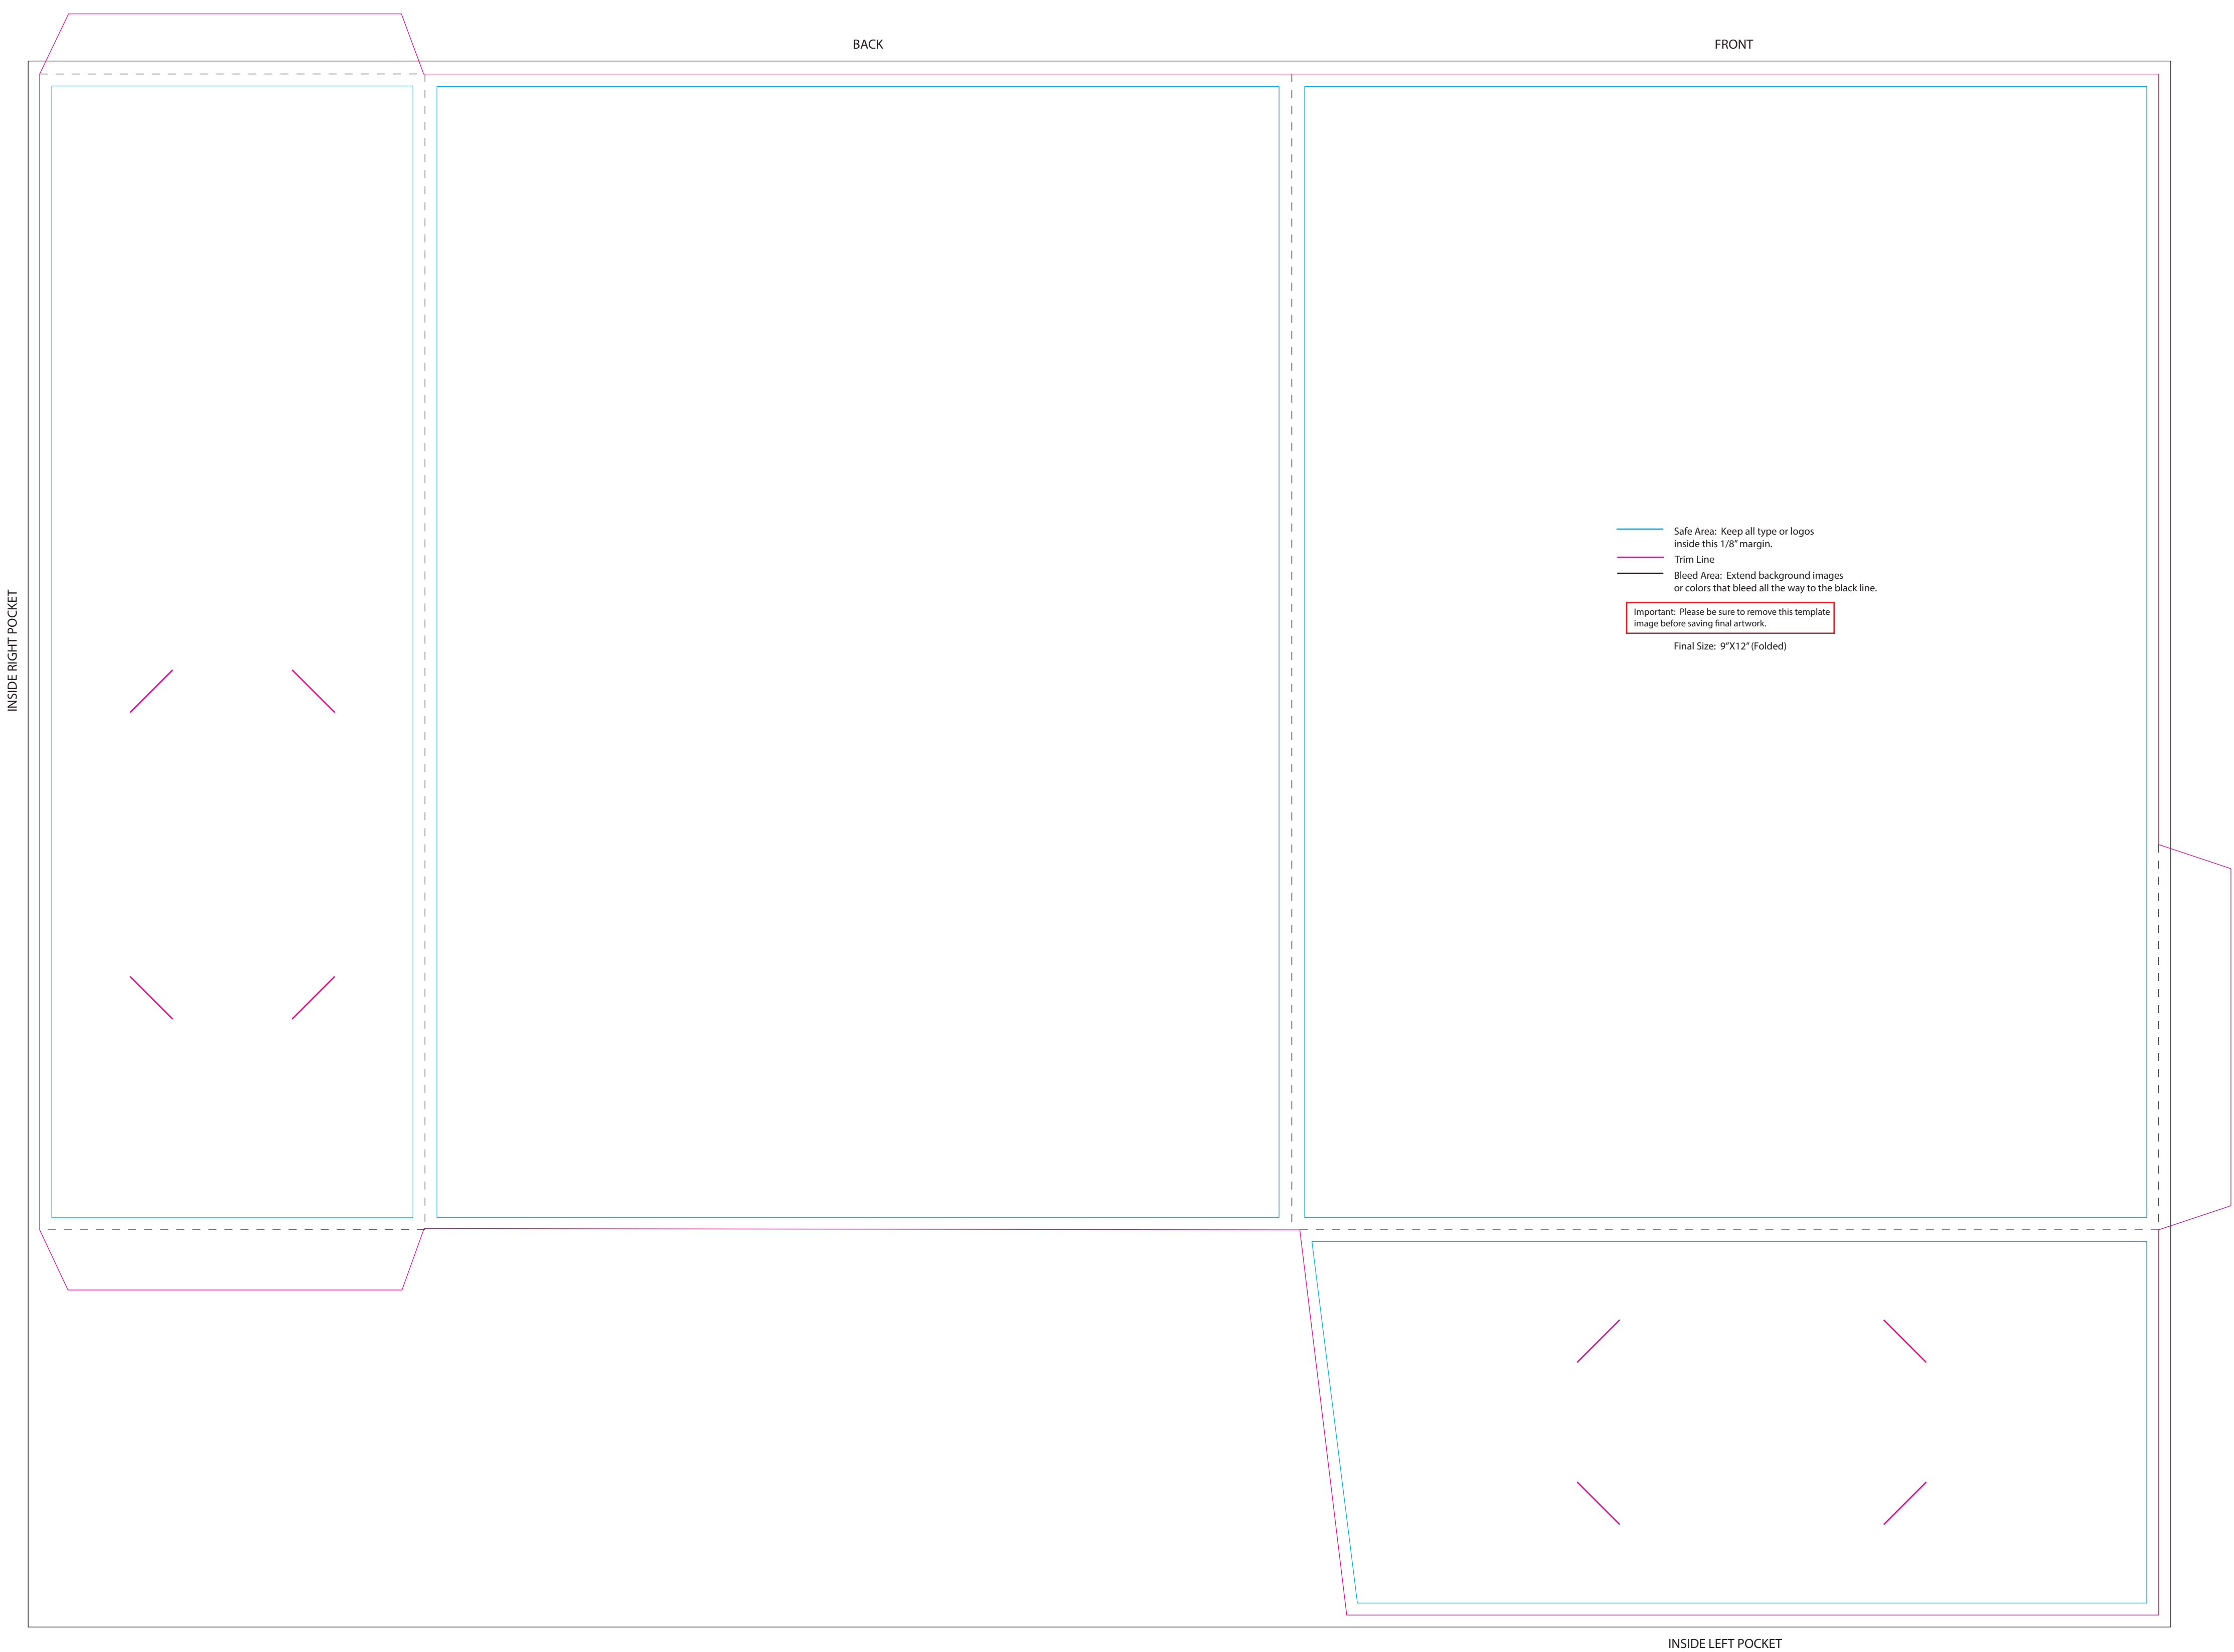 BACK
FRONT
INSIDE RIGHT POCKET
Safe Area:  Keep all type or logos
inside this 1/8” margin.
Trim Line
Bleed Area:  Extend background images
or colors that bleed all the way to the black line.
Important:  Please be sure to remove this template
image before saving final artwork.
Final Size:  9”X12” (Folded)
INSIDE LEFT POCKET